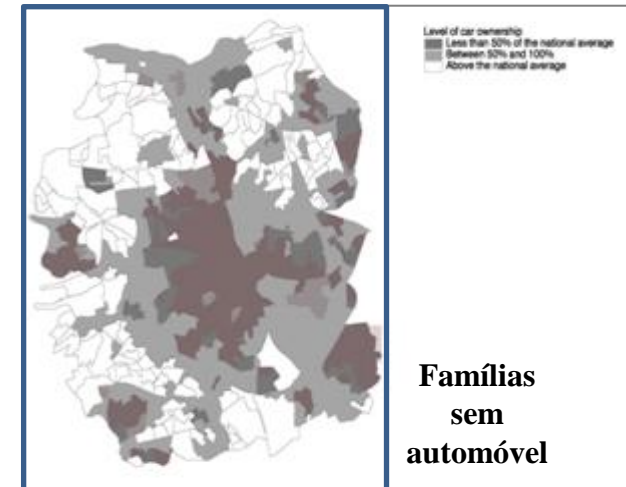 Level of car ownership
Less than 50% of the national average
Between 50% and 100%
Above the national average
Famílias
sem
automóvel